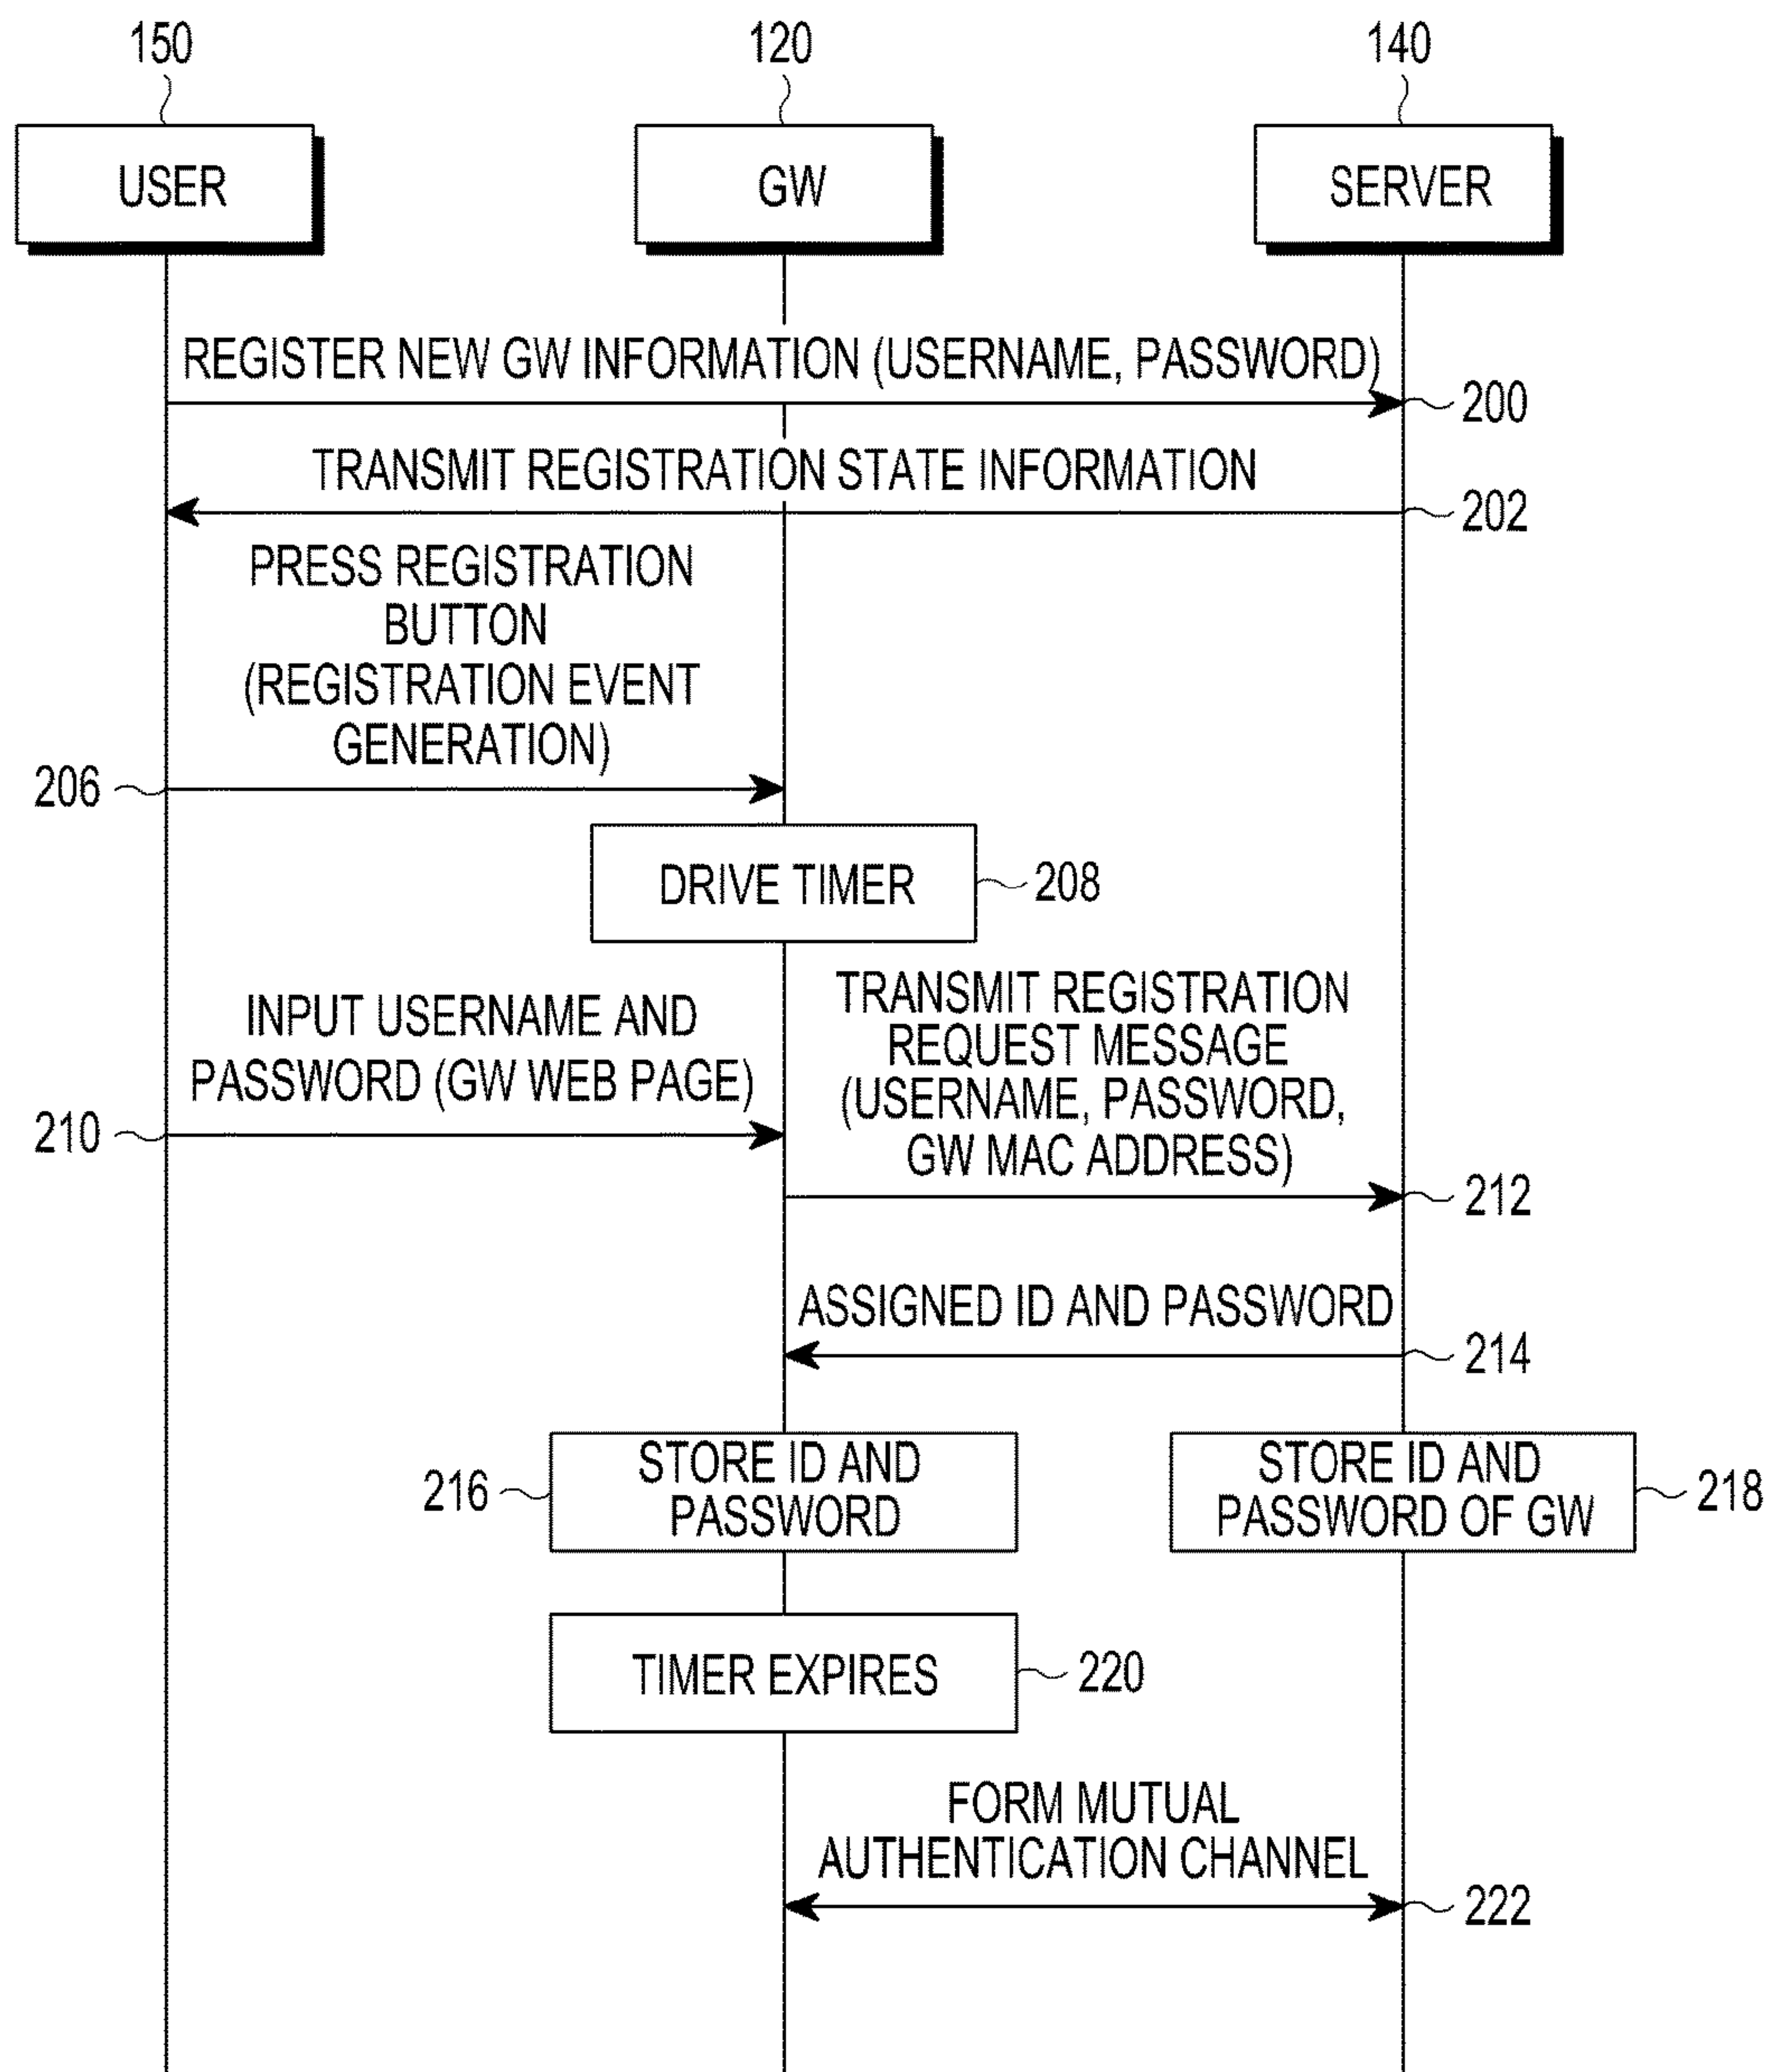 150
120
140
USER
GW
SERVER
REGISTER NEW GW INFORMATION (USERNAME, PASSWORD)
200
TRANSMIT REGISTRATION STATE INFORMATION
202
PRESS REGISTRATION
BUTTON
(REGISTRATION EVENT
GENERATION)
206
DRIVE TIMER
208
INPUT USERNAME AND
PASSWORD (GW WEB PAGE)
210
TRANSMIT REGISTRATION
REQUEST MESSAGE
(USERNAME, PASSWORD,
GW MAC ADDRESS)
212
ASSIGNED ID AND PASSWORD
214
216
STORE ID AND
PASSWORD
STORE ID AND
PASSWORD OF GW
218
TIMER EXPIRES
220
FORM MUTUAL
AUTHENTICATION CHANNEL
222